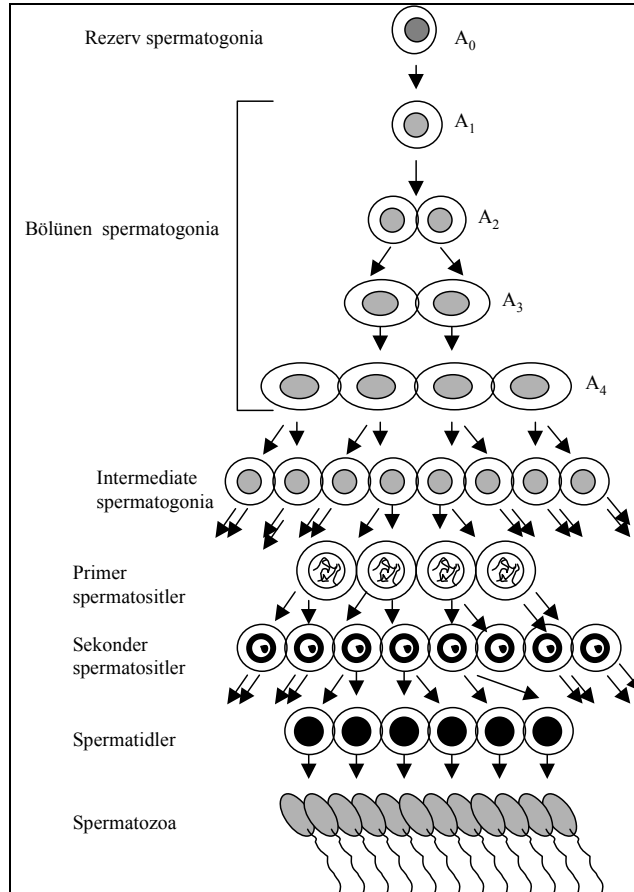 Rezerv spermatogonia
A₀
A₁
A₂
Bölünen spermatogonia
A₃
A₄
Intermediate
spermatogonia
Primer
spermatositler
Sekonder
spermatositler
Spermatidler
Spermatozoa